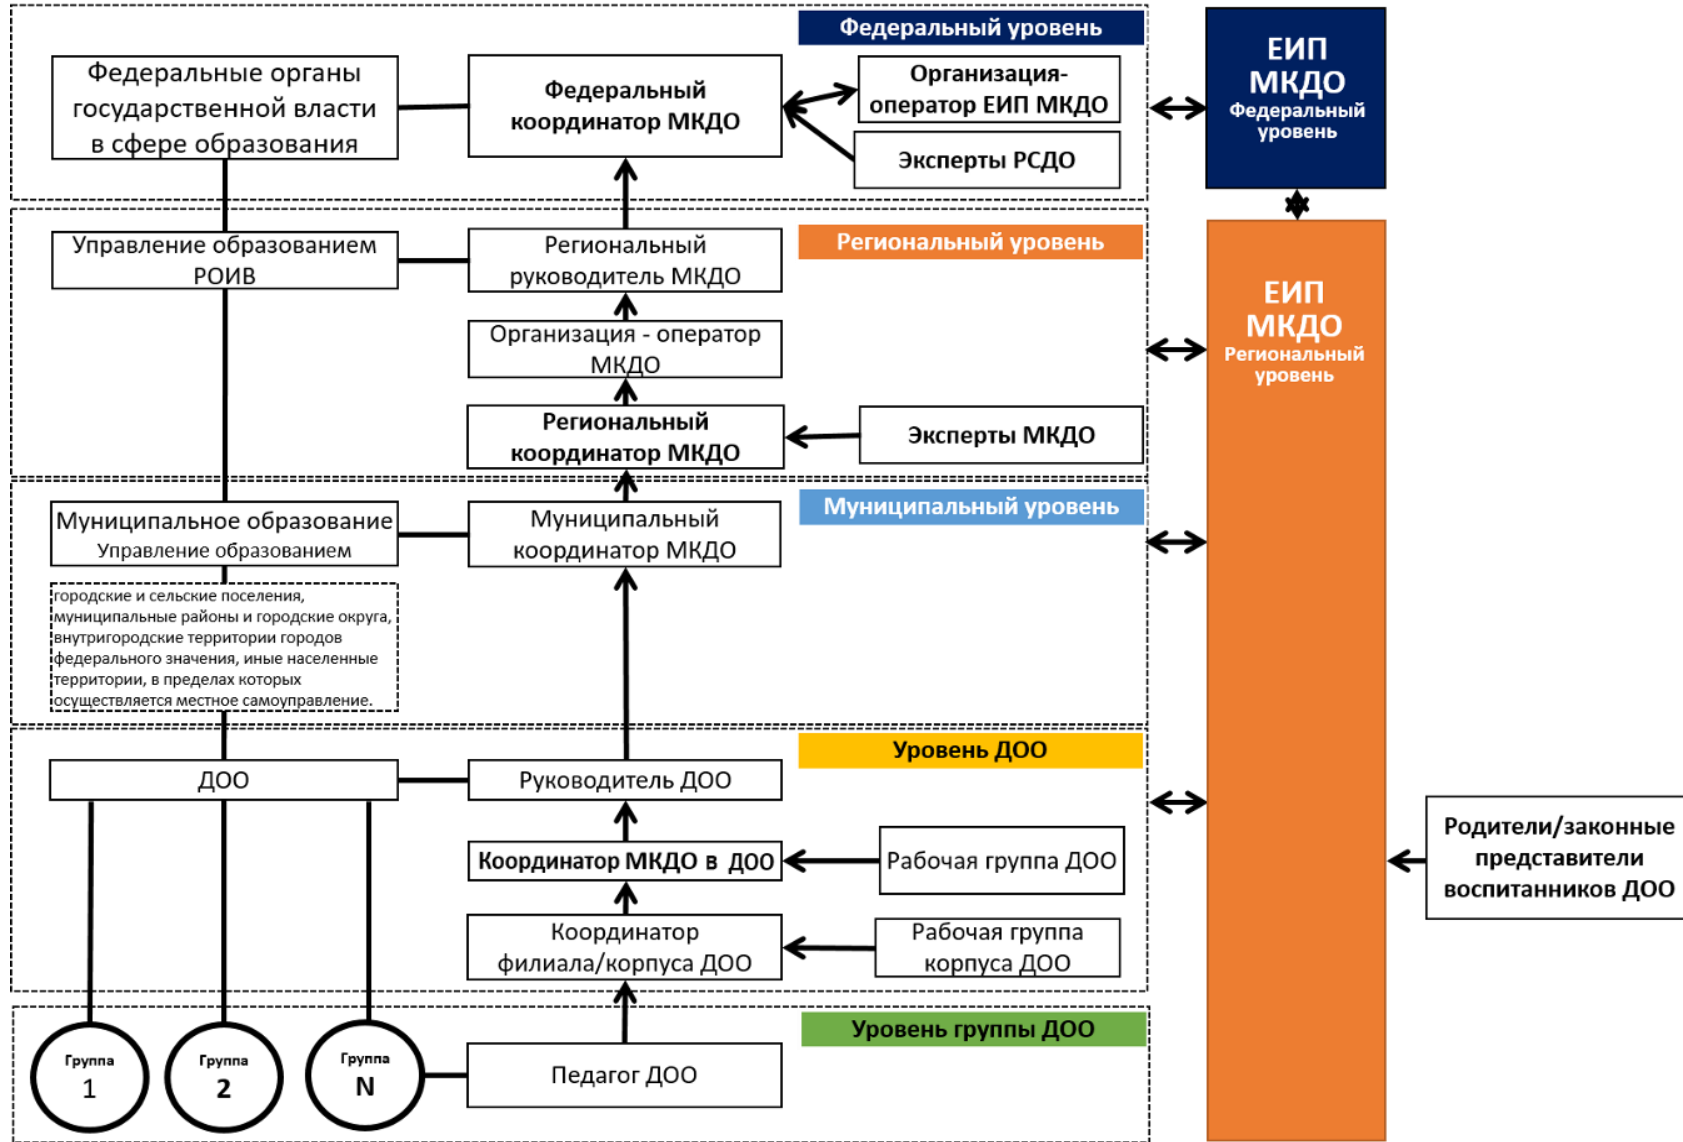 Федеральный уровень
Федеральные органы
государственной власти
в сфере образования
Федеральный
координатор МКДО
Организация-
оператор ЕИП МКДО
Эксперты РСДО
ЕИП
МКДО
Федеральный
уровень
Региональный уровень
Управление образованием
РОИВ
Региональный
руководитель МКДО
Организация - оператор
МКДО
Региональный
координатор МКДО
Эксперты МКДО
ЕИП
МКДО
Региональный
уровень
Муниципальный уровень
Муниципальное образование
Управление образованием
Муниципальный
координатор МКДО
городские и сельские поселения,
муниципальные районы и городские округа,
внутригородские территории городов
федерального значения, иные населенные
территории, в пределах которых
осуществляется местное самоуправление.
Уровень ДОО
ДОО
Руководитель ДОО
Координатор МКДО в ДОО
Рабочая группа ДОО
Координатор
филиала/корпуса ДОО
Рабочая группа
корпуса ДОО
Родители/законные
представители
воспитанников ДОО
Уровень группы ДОО
Группа
1
Группа
2
Группа
N
Педагог ДОО